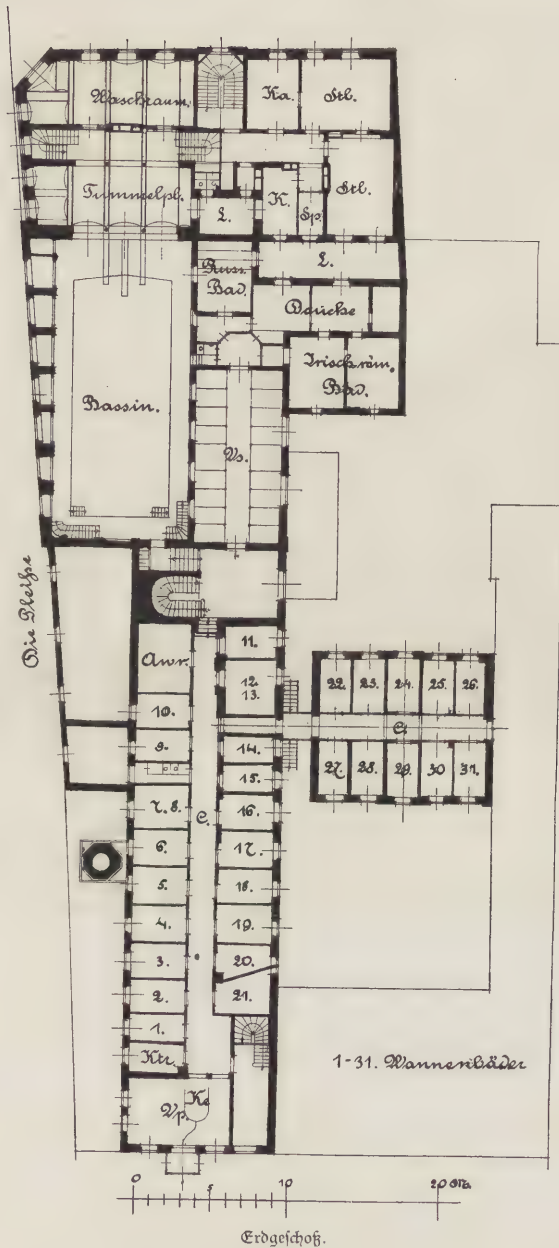 Waschraum.
Ka.
Stb.
Tummelpl.
L.
K.
Sp.
Stb.
Russ.
Bad.
L.
Douche
Irisch röm.
Bad.
Bassin.
Vs.
Die Pleiße
Awr.
11.
12.
13.
10.
9.
14.
15.
7. 8.
C.
16.
6.
17.
5.
18.
4.
19.
3.
20.
2.
21.
1.
Ktr.
Ka
Vp.
22. 23. 24. 25. 26.
C.
27. 28. 29. 30 31.
1-31. Wannenbäder
0 5 10 20 Mtr.
Erdgeschoß.